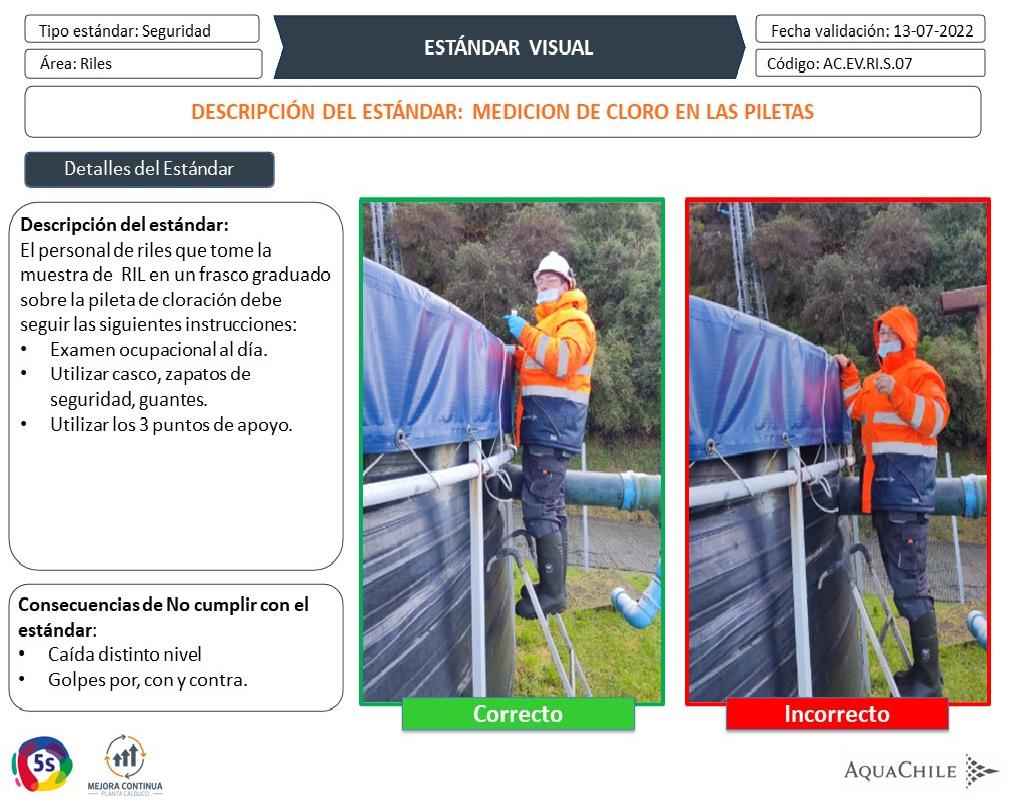 Tipo estándar: Seguridad
Área: Riles
ESTÁNDAR VISUAL
Fecha validación: 13-07-2022
Código: AC.EV.RI.S.07
DESCRIPCIÓN DEL ESTÁNDAR: MEDICION DE CLORO EN LAS PILETAS
Detalles del Estándar
Descripción del estándar:
El personal de riles que tome la
muestra de RIL en un frasco graduado
sobre la pileta de cloración debe
seguir las siguientes instrucciones:
• Examen ocupacional al día.
• Utilizar casco, zapatos de
seguridad, guantes.
• Utilizar los 3 puntos de apoyo.
Consecuencias de No cumplir con el
estándar:
• Caída distinto nivel
• Golpes por, con y contra.
Correcto
Incorrecto
5s
MEJORA CONTINUA
PLANTA CALBUCO
AQUACHILE